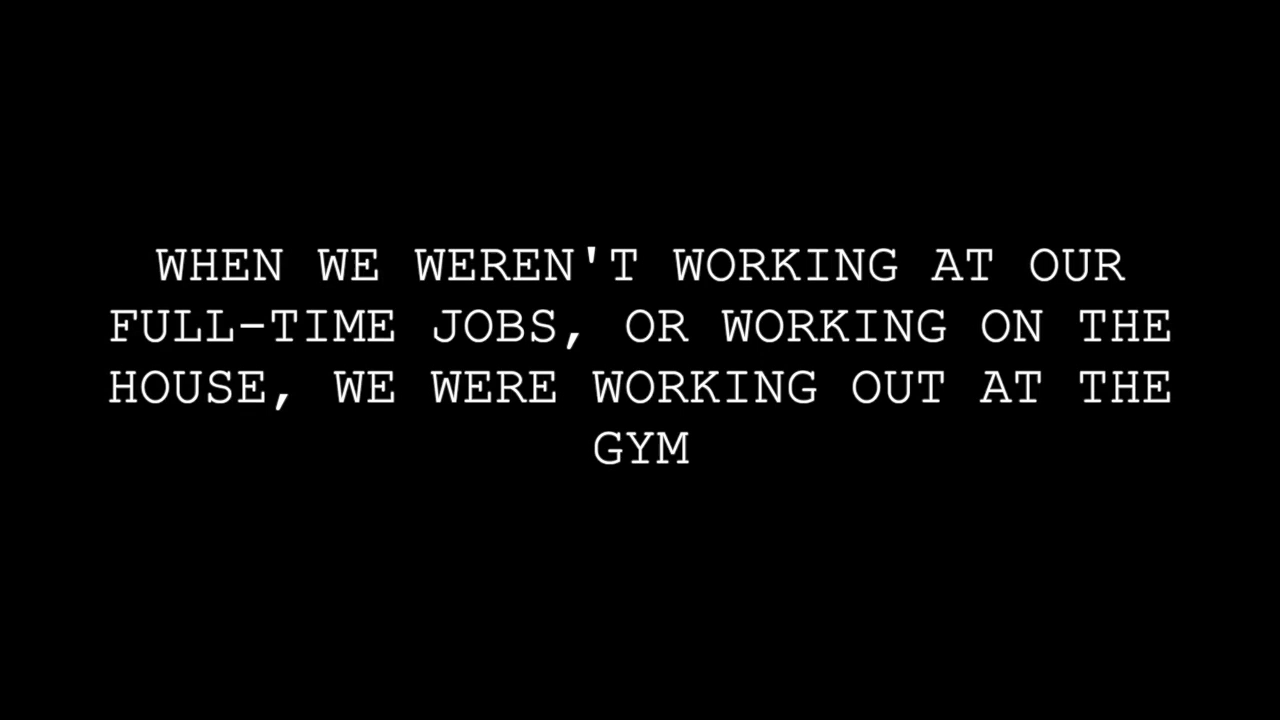 WHEN WE WEREN'T WORKING AT OUR
FULL-TIME JOBS, OR WORKING ON THE
HOUSE, WE WERE WORKING OUT AT THE
GYM